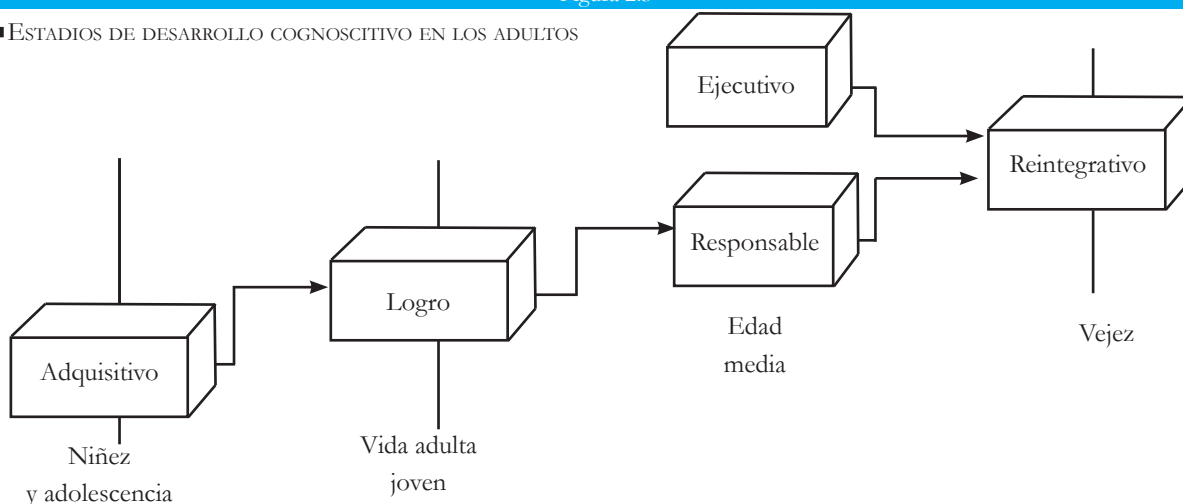 ESTADIOS DE DESARROLLO COGNOSCITIVO EN LOS ADULTOS
Ejecutivo
Reintegrativo
Responsable
Logro
Adquisitivo
Edad
media
Vejez
Vida adulta
joven
Niñez
y adolescencia